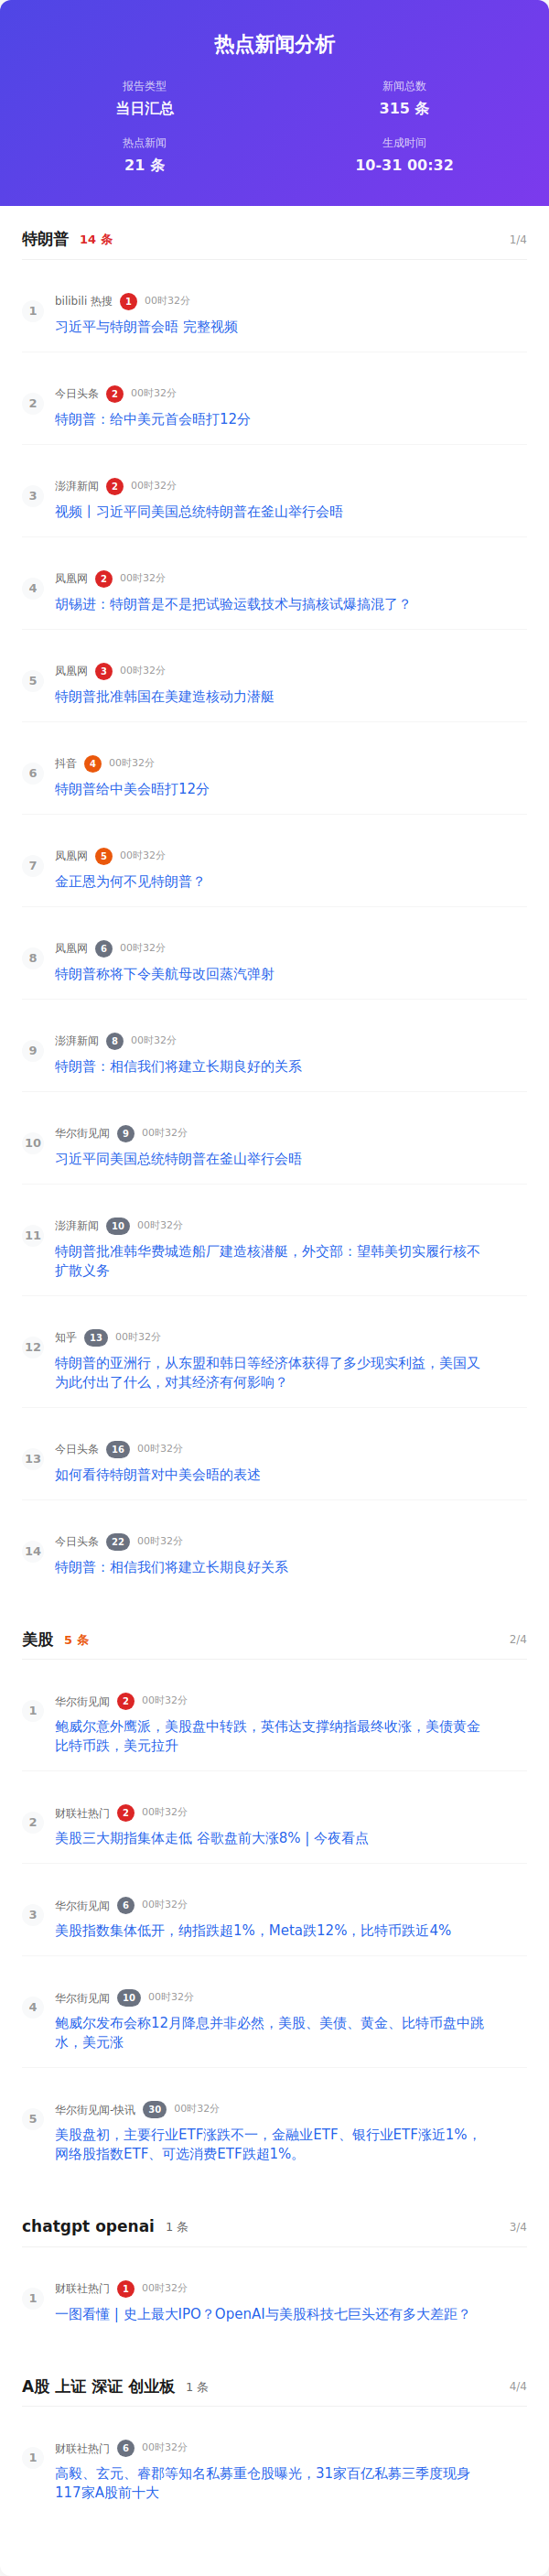 热点新闻分析
报告类型 新闻总数
当日汇总 315 条
热点新闻 生成时间
21 条 10-31 00:32
特朗普 14 条 1/4
1 bilibili 热搜 1 00时32分
习近平与特朗普会晤 完整视频
2 今日头条 2 00时32分
特朗普：给中美元首会晤打12分
3 澎湃新闻 2 00时32分
视频丨习近平同美国总统特朗普在釜山举行会晤
4 凤凰网 2 00时32分
胡锡进：特朗普是不是把试验运载技术与搞核试爆搞混了？
5 凤凰网 3 00时32分
特朗普批准韩国在美建造核动力潜艇
6 抖音 4 00时32分
特朗普给中美会晤打12分
7 凤凰网 5 00时32分
金正恩为何不见特朗普？
8 凤凰网 6 00时32分
特朗普称将下令美航母改回蒸汽弹射
9 澎湃新闻 8 00时32分
特朗普：相信我们将建立长期良好的关系
10 华尔街见闻 9 00时32分
习近平同美国总统特朗普在釜山举行会晤
11 澎湃新闻 10 00时32分
特朗普批准韩华费城造船厂建造核潜艇，外交部：望韩美切实履行核不
扩散义务
12 知乎 13 00时32分
特朗普的亚洲行，从东盟和韩日等经济体获得了多少现实利益，美国又
为此付出了什么，对其经济有何影响？
13 今日头条 16 00时32分
如何看待特朗普对中美会晤的表述
14 今日头条 22 00时32分
特朗普：相信我们将建立长期良好关系
美股 5 条 2/4
1 华尔街见闻 2 00时32分
鲍威尔意外鹰派，美股盘中转跌，英伟达支撑纳指最终收涨，美债黄金
比特币跌，美元拉升
2 财联社热门 2 00时32分
美股三大期指集体走低 谷歌盘前大涨8% | 今夜看点
3 华尔街见闻 6 00时32分
美股指数集体低开，纳指跌超1%，Meta跌12%，比特币跌近4%
4 华尔街见闻 10 00时32分
鲍威尔发布会称12月降息并非必然，美股、美债、黄金、比特币盘中跳
水，美元涨
5 华尔街见闻-快讯 30 00时32分
美股盘初，主要行业ETF涨跌不一，金融业ETF、银行业ETF涨近1%，
网络股指数ETF、可选消费ETF跌超1%。
chatgpt openai 1 条 3/4
1 财联社热门 1 00时32分
一图看懂 | 史上最大IPO？OpenAI与美股科技七巨头还有多大差距？
A股 上证 深证 创业板 1 条 4/4
1 财联社热门 6 00时32分
高毅、玄元、睿郡等知名私募重仓股曝光，31家百亿私募三季度现身
117家A股前十大